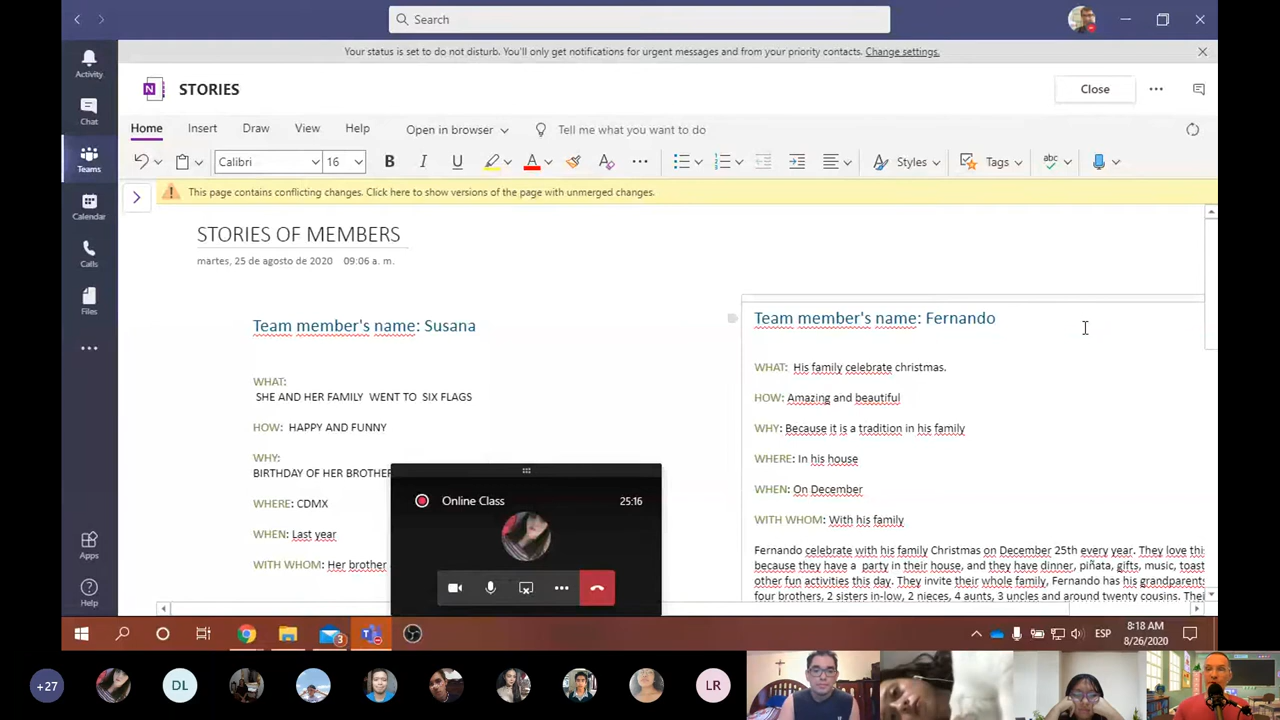 Search
Your status is set to do not disturb. You'll only get notifications for urgent messages and from your priority contacts. Change settings.
Activity
Chat
Teams
Calendar
Calls
Files
Apps
Help
N STORIES
Close
Home Insert Draw View Help Open in browser Tell me what you want to do
Calibri 16 B I U A A Styles Tags abc
This page contains conflicting changes. Click here to show versions of the page with unmerged changes.
STORIES OF MEMBERS
martes, 25 de agosto de 2020 09:06 a. m.
Team member's name: Susana
WHAT:
SHE AND HER FAMILY WENT TO SIX FLAGS
HOW: HAPPY AND FUNNY
WHY:
BIRTHDAY OF HER BROTHER
WHERE: CDMX
WHEN: Last year
WITH WHOM: Her brother
Team member's name: Fernando
WHAT: His family celebrate christmas.
HOW: Amazing and beautiful
WHY: Because it is a tradition in his family
WHERE: In his house
WHEN: On December
WITH WHOM: With his family
Fernando celebrate with his family Christmas on December 25th every year. They love this
because they have a party in their house, and they have dinner, piñata, gifts, music, toast
other fun activities this day. They invite their whole family, Fernando has his grandparents
four brothers, 2 sisters in-low, 2 nieces, 4 aunts, 3 uncles and around twenty cousins. Their
Online Class 25:16
3
ESP
8:18 AM
8/26/2020
+27
DL
LR